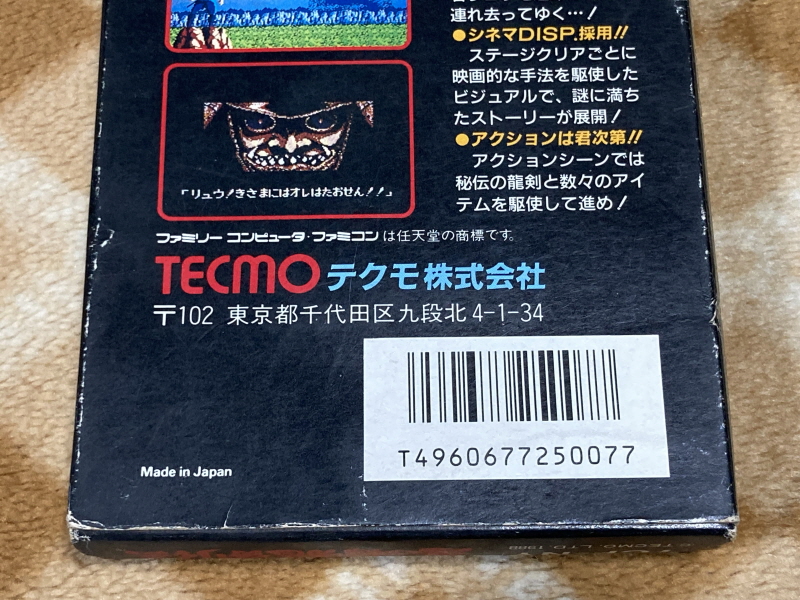 連れ去ってゆく…!
●シネマDISP.採用!!
ステージクリアごとに
映画的な手法を駆使した
ビジュアルで、謎に満ち
たストーリーが展開!
●アクションは君次第!!
アクションシーンでは
秘伝の龍剣と数々のアイ
テムを駆使して進め!
「リュウ!きさまにはオレはたおせん!!」
ファミリーコンピュータ・ファミコンは任天堂の商標です。
TECMO テクモ株式会社
〒102 東京都千代田区九段北4-1-34
T4960677250077
Made in Japan
©TECMO LTD 1988